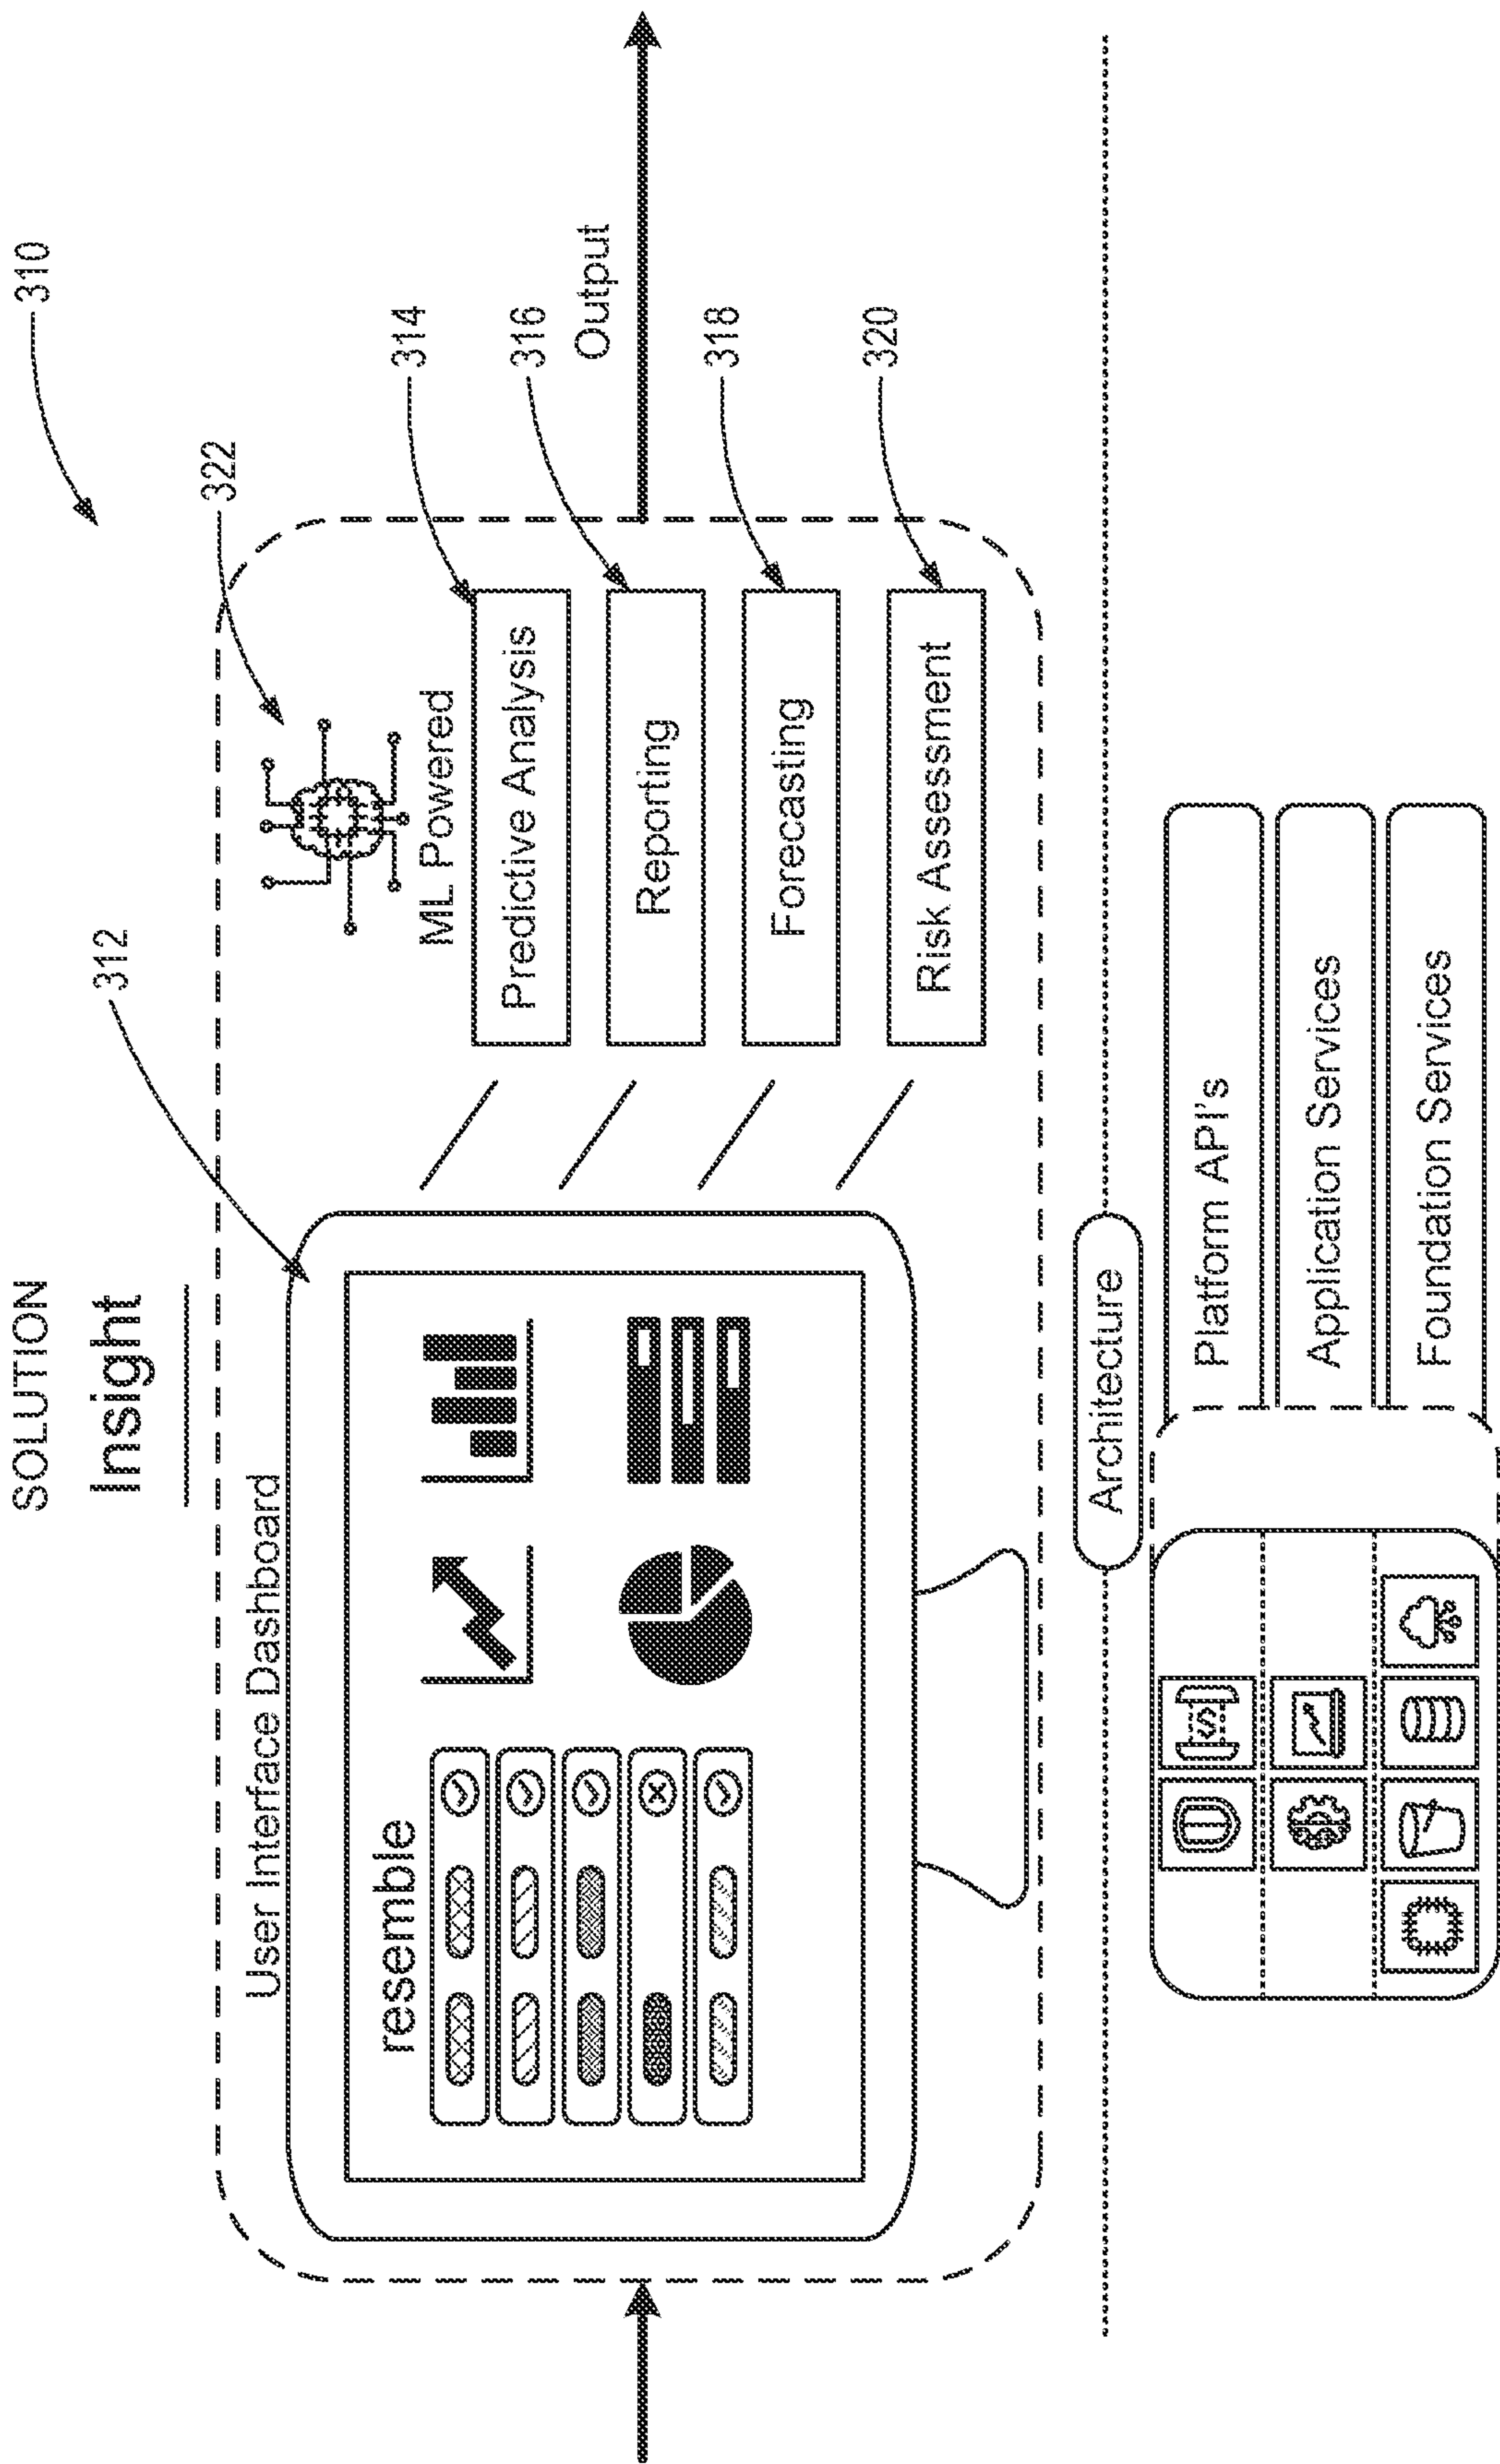 SOLUTION
Insight
310
312
322
User Interface Dashboard
resemble
ML Powered
314
Predictive Analysis
316
Reporting
318
Forecasting
320
Risk Assessment
Output
Architecture
Platform API's
Application Services
Foundation Services